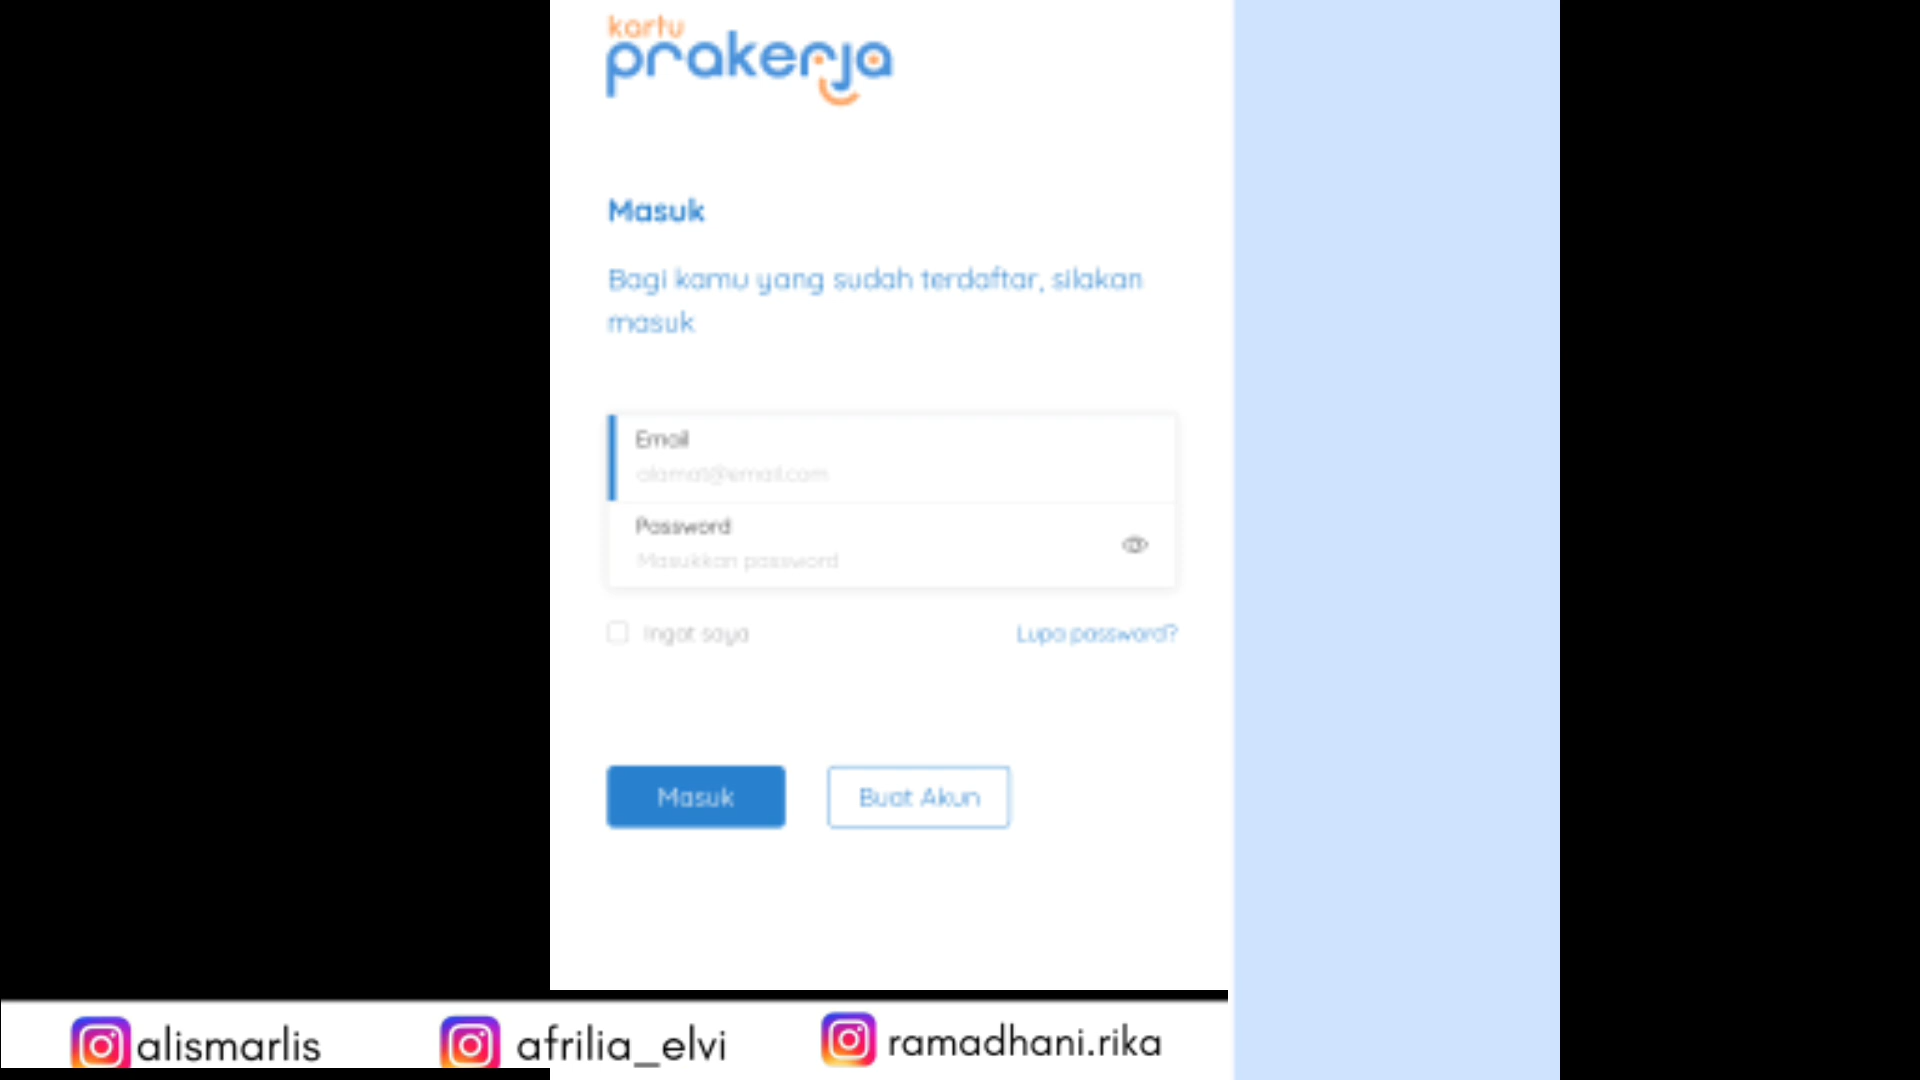 kartu
prakerja
Masuk
Bagi kamu yang sudah terdaftar, silakan
masuk
Email
alamat@email.com
Password
Masukkan password
Ingat saya
Lupa password?
Masuk
Buat Akun
alismarlis
afrilia_elvi
ramadhani.rika